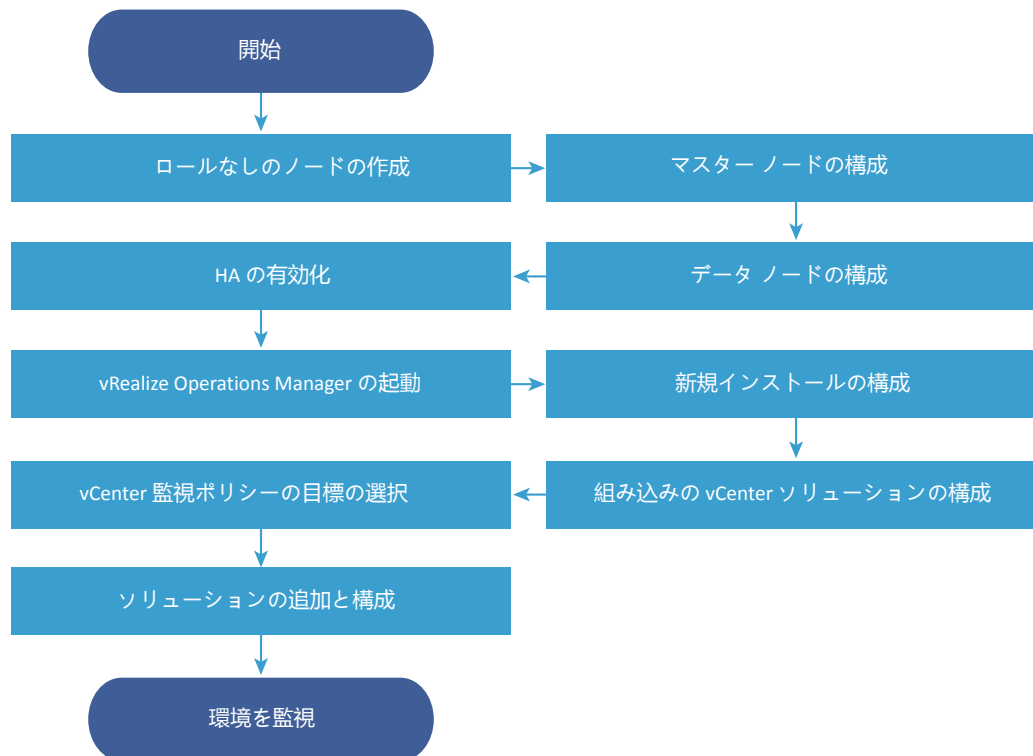 開始
ロールなしのノードの作成
マスター ノードの構成
データ ノードの構成
HA の有効化
vRealize Operations Manager の起動
新規インストールの構成
組み込みの vCenter ソリューションの構成
vCenter 監視ポリシーの目標の選択
ソリューションの追加と構成
環境を監視